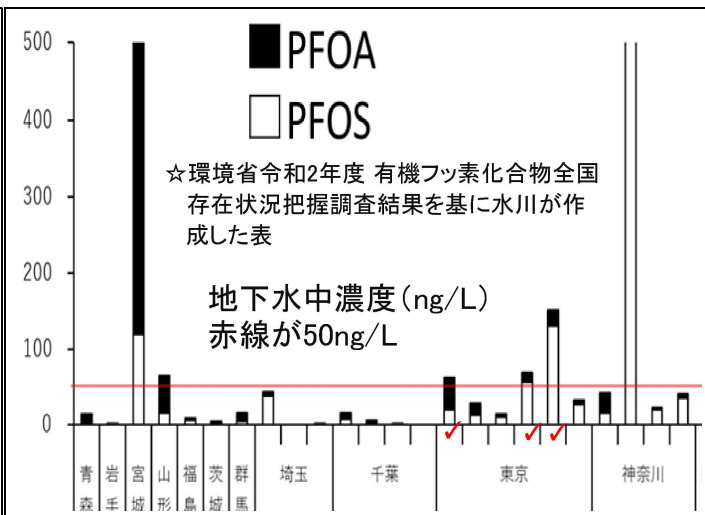 500
400
300
200
100
0
PFOA
PFOS
☆環境省令和2年度 有機フッ素化合物全国
存在状況把握調査結果を基に水川が作
成した表
地下水中濃度(ng/L)
赤線が50ng/L
青森
岩手
宮城
山形
福島
茨城
群馬
埼玉
千葉
東京
神奈川